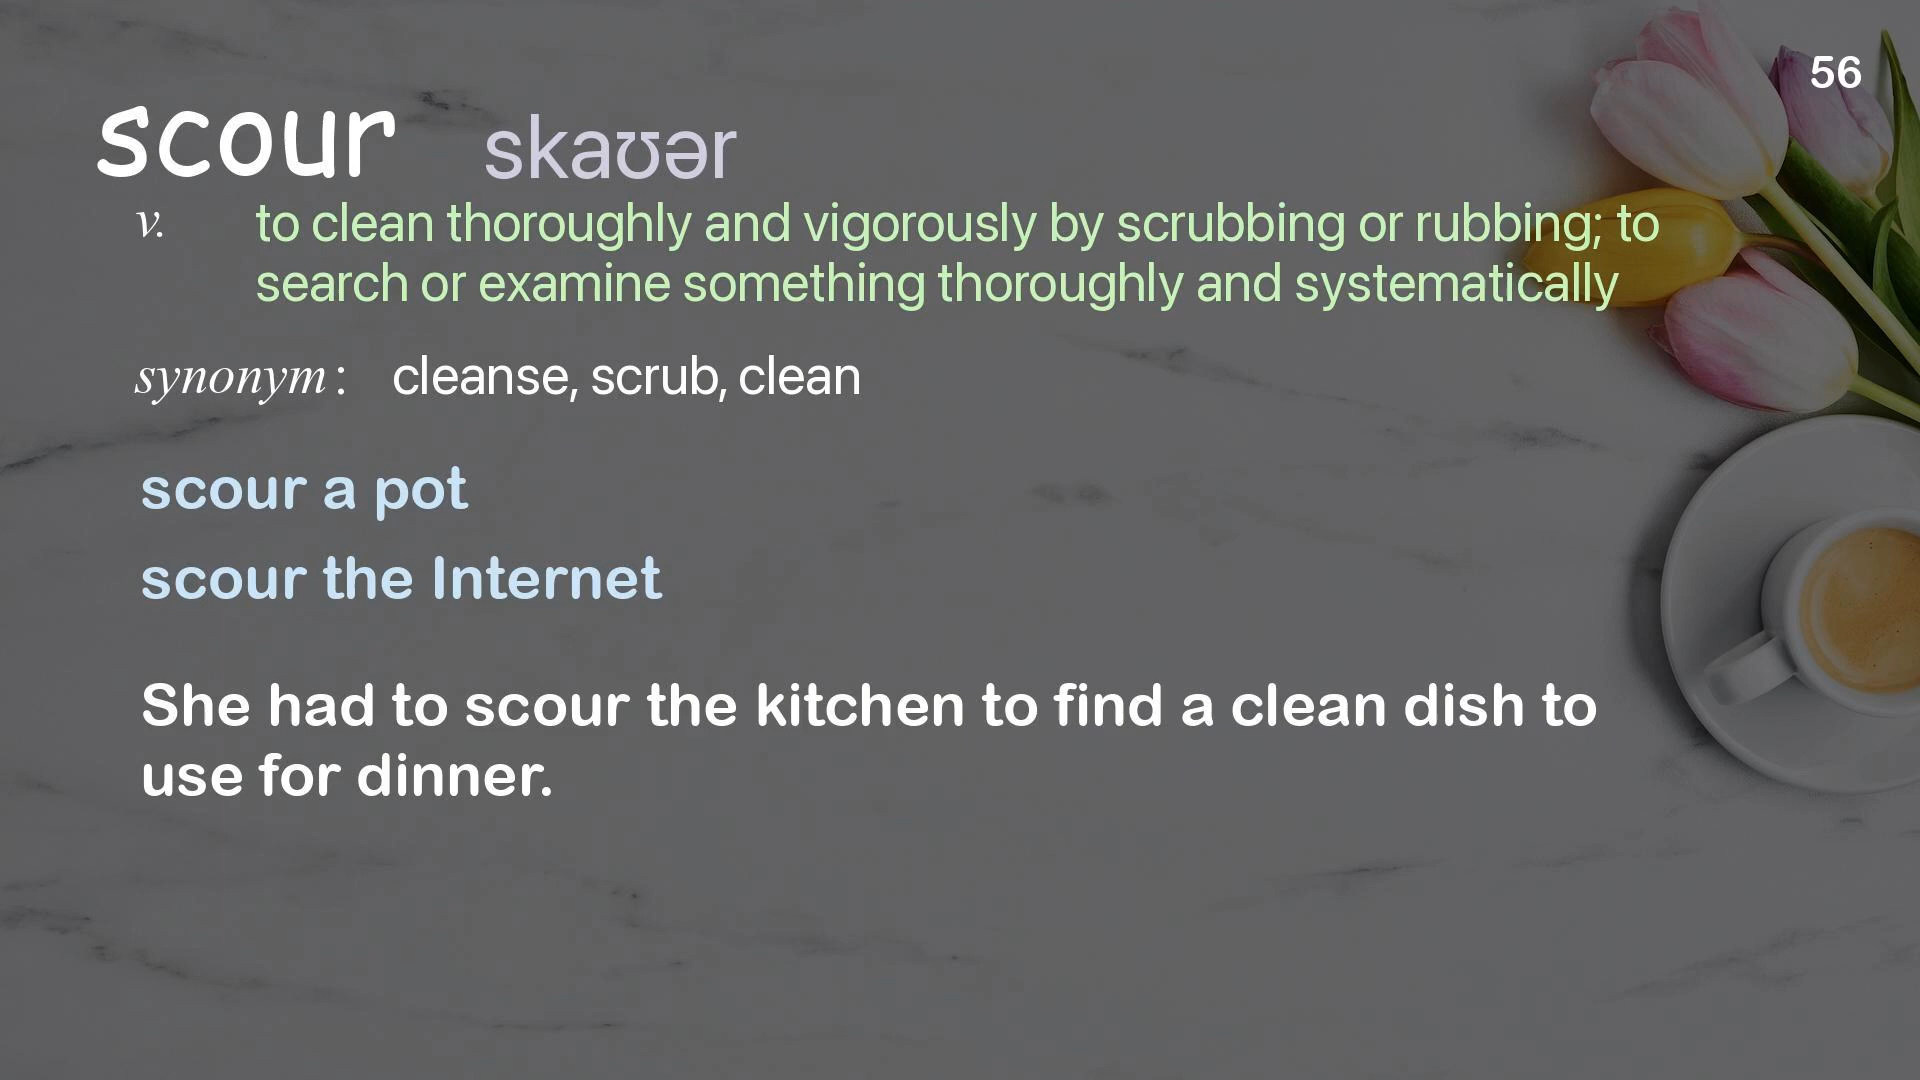 56
scour skaʊər
v. to clean thoroughly and vigorously by scrubbing or rubbing; to
search or examine something thoroughly and systematically
synonym: cleanse, scrub, clean
scour a pot
scour the Internet
She had to scour the kitchen to find a clean dish to
use for dinner.